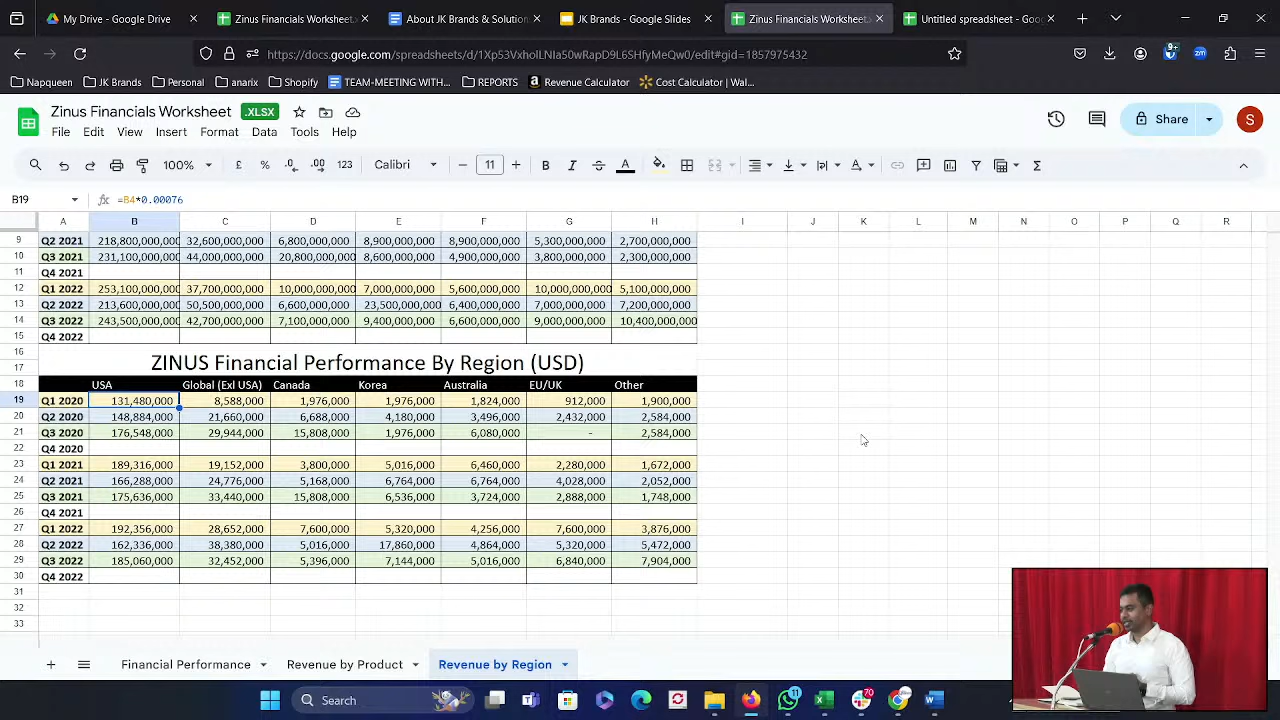 My Drive - Google Drive
Zinus Financials Worksheet.
About JK Brands & Solution
JK Brands - Google Slides
Zinus Financials Worksheet.
Untitled spreadsheet - Google
https://docs.google.com/spreadsheets/d/1Xp53VxholLNla50wRapD9L6SHfyMeQw0/edit#gid=1857975432
Napqueen
JK Brands
Personal
anarix
Shopify
TEAM-MEETING WITH...
REPORTS
Revenue Calculator
Cost Calculator | Wal...
Zinus Financials Worksheet .XLSX
Share
S
File Edit View Insert Format Data Tools Help
100% £ % .0 .00 123 Calibri 11 B I S A
B19 =B4*0.00076
A B C D E F G H I J K L M N O P Q R
9 Q2 2021 218,800,000,000 32,600,000,000 6,800,000,000 8,900,000,000 8,900,000,000 5,300,000,000 2,700,000,000
10 Q3 2021 231,100,000,000 44,000,000,000 20,800,000,000 8,600,000,000 4,900,000,000 3,800,000,000 2,300,000,000
11 Q4 2021
12 Q1 2022 253,100,000,000 37,700,000,000 10,000,000,000 7,000,000,000 5,600,000,000 10,000,000,000 5,100,000,000
13 Q2 2022 213,600,000,000 50,500,000,000 6,600,000,000 23,500,000,000 6,400,000,000 7,000,000,000 7,200,000,000
14 Q3 2022 243,500,000,000 42,700,000,000 7,100,000,000 9,400,000,000 6,600,000,000 9,000,000,000 10,400,000,000
15 Q4 2022
16
17 ZINUS Financial Performance By Region (USD)
18 USA Global (Exl USA) Canada Korea Australia EU/UK Other
19 Q1 2020 131,480,000 8,588,000 1,976,000 1,976,000 1,824,000 912,000 1,900,000
20 Q2 2020 148,884,000 21,660,000 6,688,000 4,180,000 3,496,000 2,432,000 2,584,000
21 Q3 2020 176,548,000 29,944,000 15,808,000 1,976,000 6,080,000 - 2,584,000
22 Q4 2020
23 Q1 2021 189,316,000 19,152,000 3,800,000 5,016,000 6,460,000 2,280,000 1,672,000
24 Q2 2021 166,288,000 24,776,000 5,168,000 6,764,000 6,764,000 4,028,000 2,052,000
25 Q3 2021 175,636,000 33,440,000 15,808,000 6,536,000 3,724,000 2,888,000 1,748,000
26 Q4 2021
27 Q1 2022 192,356,000 28,652,000 7,600,000 5,320,000 4,256,000 7,600,000 3,876,000
28 Q2 2022 162,336,000 38,380,000 5,016,000 17,860,000 4,864,000 5,320,000 5,472,000
29 Q3 2022 185,060,000 32,452,000 5,396,000 7,144,000 5,016,000 6,840,000 7,904,000
30 Q4 2022
31
32
33
Financial Performance
Revenue by Product
Revenue by Region
Search
11
70